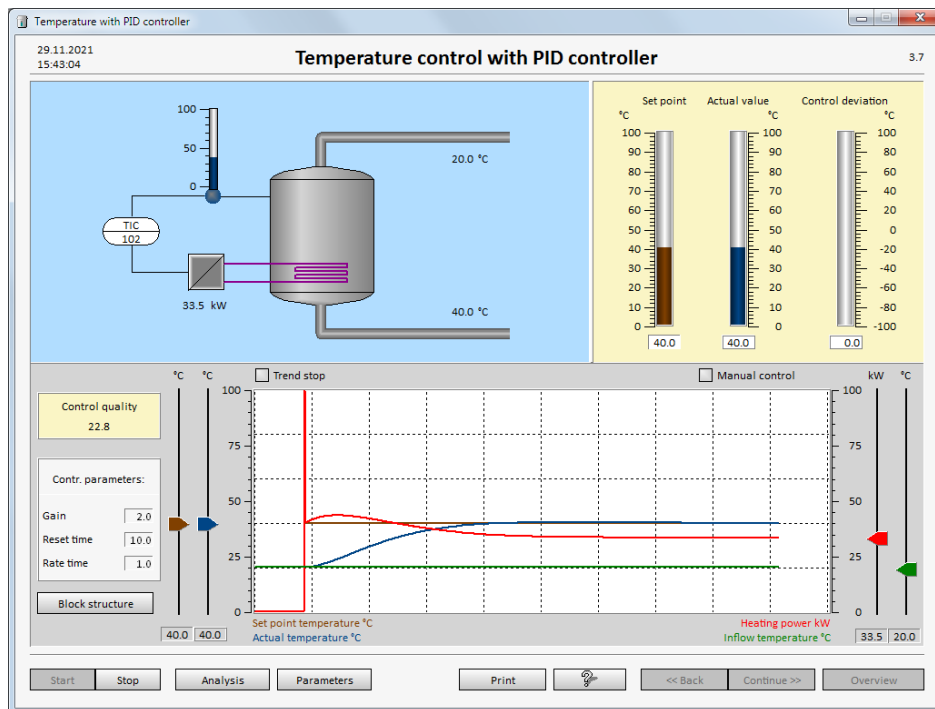 Temperature with PID controller
29.11.2021
15:43:04
Temperature control with PID controller
3.7
100
50
0
20.0 °C
TIC
102
33.5 kW
40.0 °C
Set point Actual value Control deviation
°C °C °C
100 100 100
90 90 80
80 80 60
70 70 40
60 60 20
50 50 0
40 40 -20
30 30 -40
20 20 -60
10 10 -80
0 0 -100
40.0 40.0 0.0
°C °C Trend stop Manual control kW °C
Control quality
22.8
Contr. parameters:
Gain 2.0
Reset time 10.0
Rate time 1.0
Block structure
100 100
75 75
50 50
25 25
0 0
40.0 40.0
Set point temperature °C Heating power kW
Actual temperature °C Inflow temperature °C
33.5 20.0
Start Stop Analysis Parameters Print ? << Back Continue >> Overview